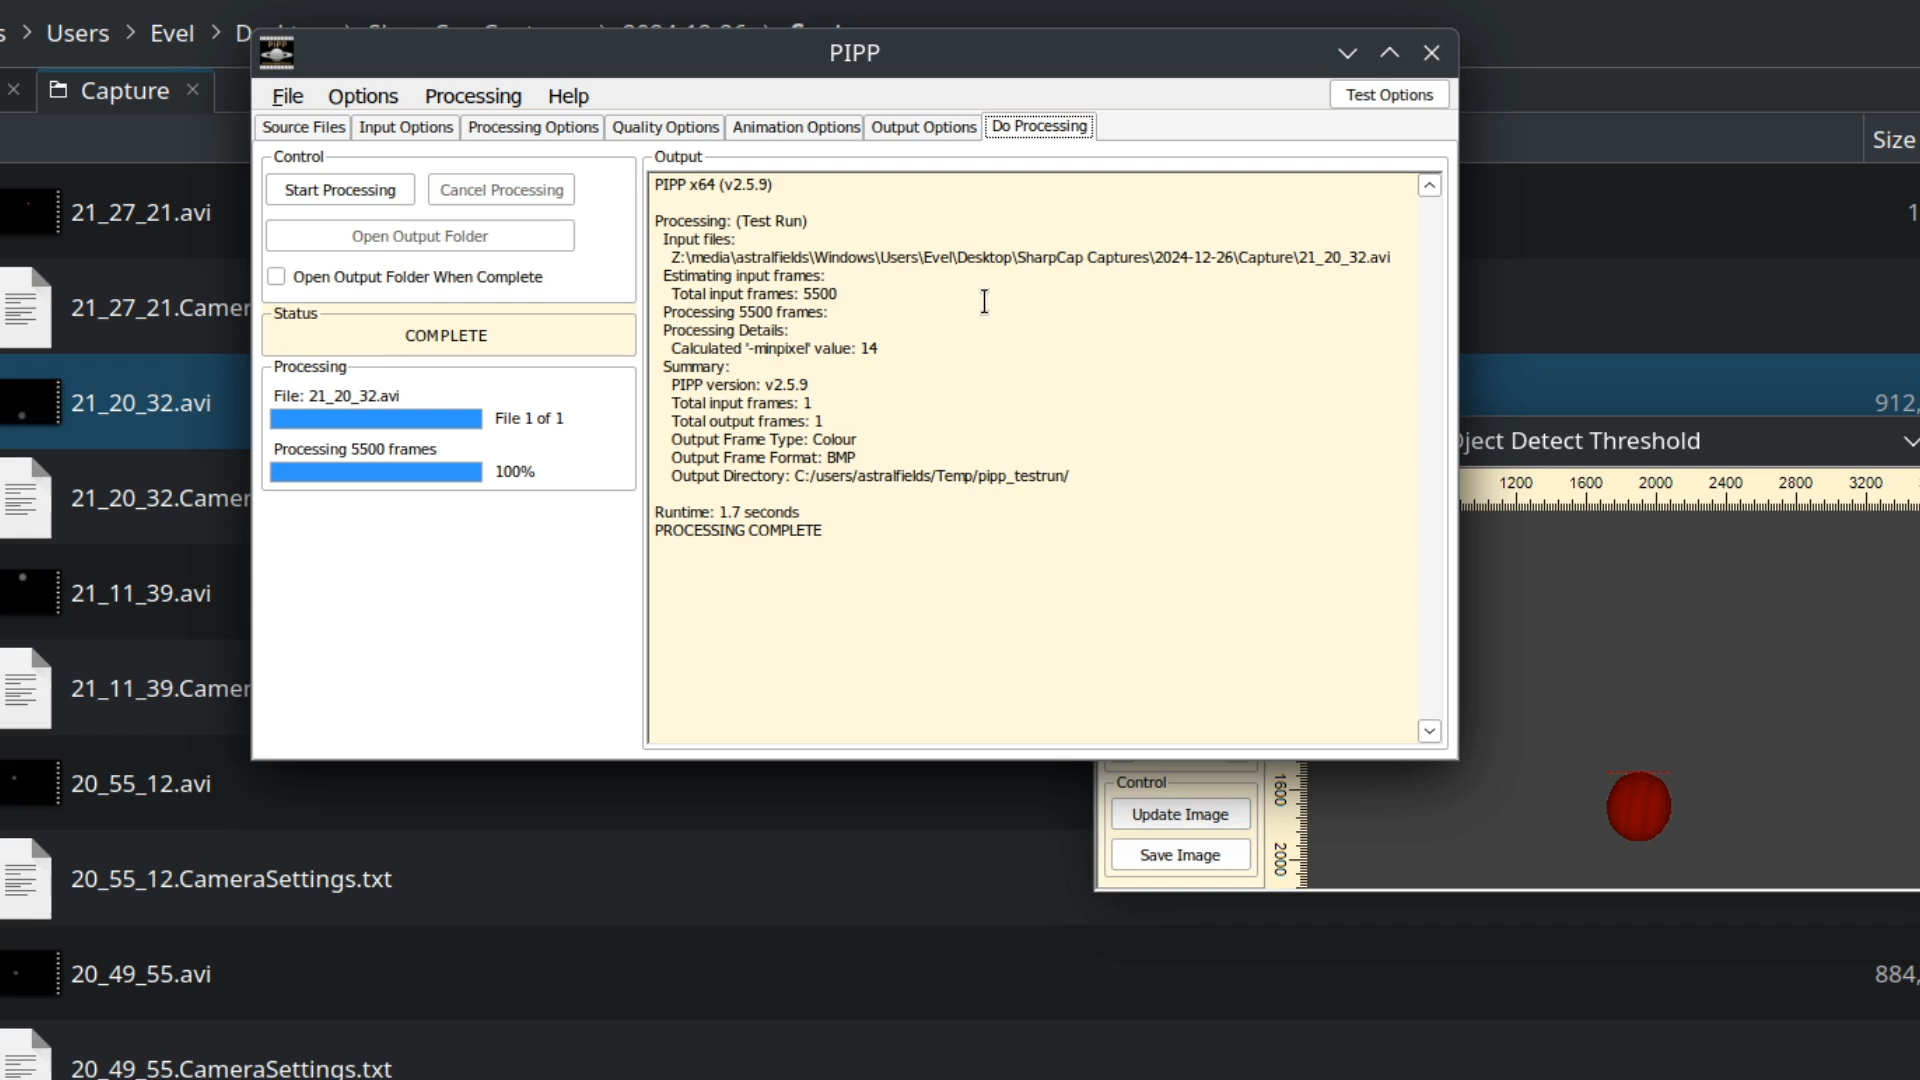 Users > Evel >
PIPP
Capture
File Options Processing Help
Test Options
Source Files Input Options Processing Options Quality Options Animation Options Output Options Do Processing
Size
Control
Start Processing
Cancel Processing
Open Output Folder
Open Output Folder When Complete
Status
COMPLETE
Processing
File: 21_20_32.avi
File 1 of 1
Processing 5500 frames
100%
Output
PIPP x64 (v2.5.9)
Processing: (Test Run)
Input files:
Z:\media\astralfields\Windows\Users\Evel\Desktop\SharpCap Captures\2024-12-26\Capture\21_20_32.avi
Estimating input frames:
Total input frames: 5500
Processing 5500 frames:
Processing Details:
Calculated '-minpixel' value: 14
Summary:
PIPP version: v2.5.9
Total input frames: 1
Total output frames: 1
Output Frame Type: Colour
Output Frame Format: BMP
Output Directory: C:/users/astralfields/Temp/pipp_testrun/
Runtime: 1.7 seconds
PROCESSING COMPLETE
21_27_21.avi
21_27_21.Camer
21_20_32.avi
912,
21_20_32.Camer
21_11_39.avi
21_11_39.Camer
20_55_12.avi
20_55_12.CameraSettings.txt
20_49_55.avi
884,
20_49_55.CameraSettings.txt
ject Detect Threshold
1200 1600 2000 2400 2800 3200
Control
Update Image
Save Image
1600
2000